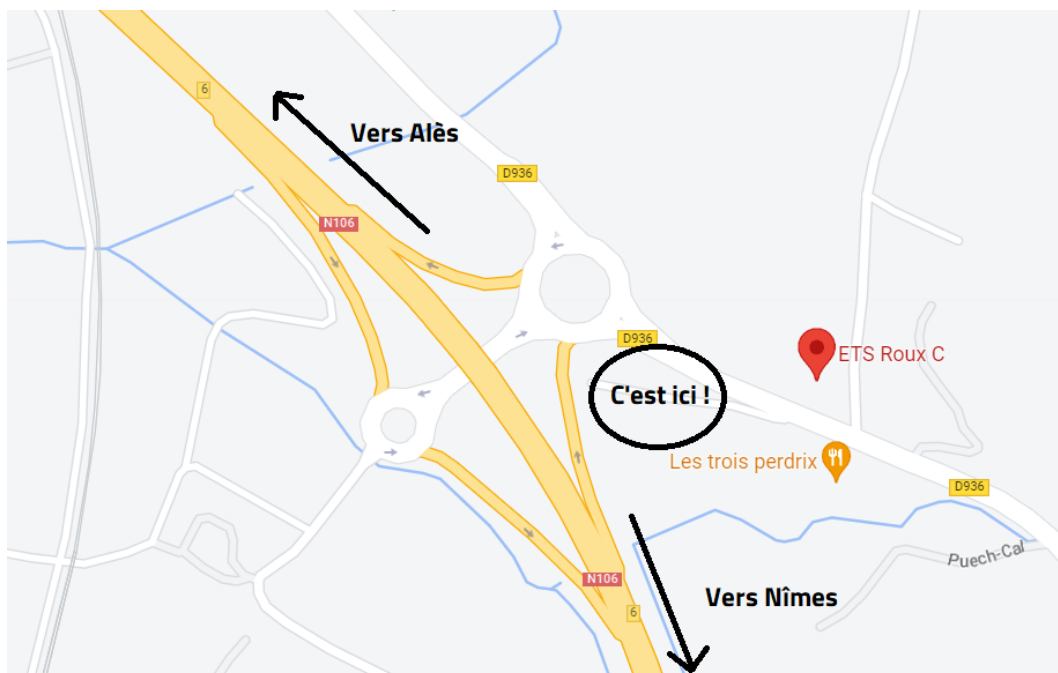 6
Vers Alès
D936
N106
D936
ETS Roux C
C'est ici !
Les trois perdrix
D936
Puech-Cal
N106
Vers Nîmes
6